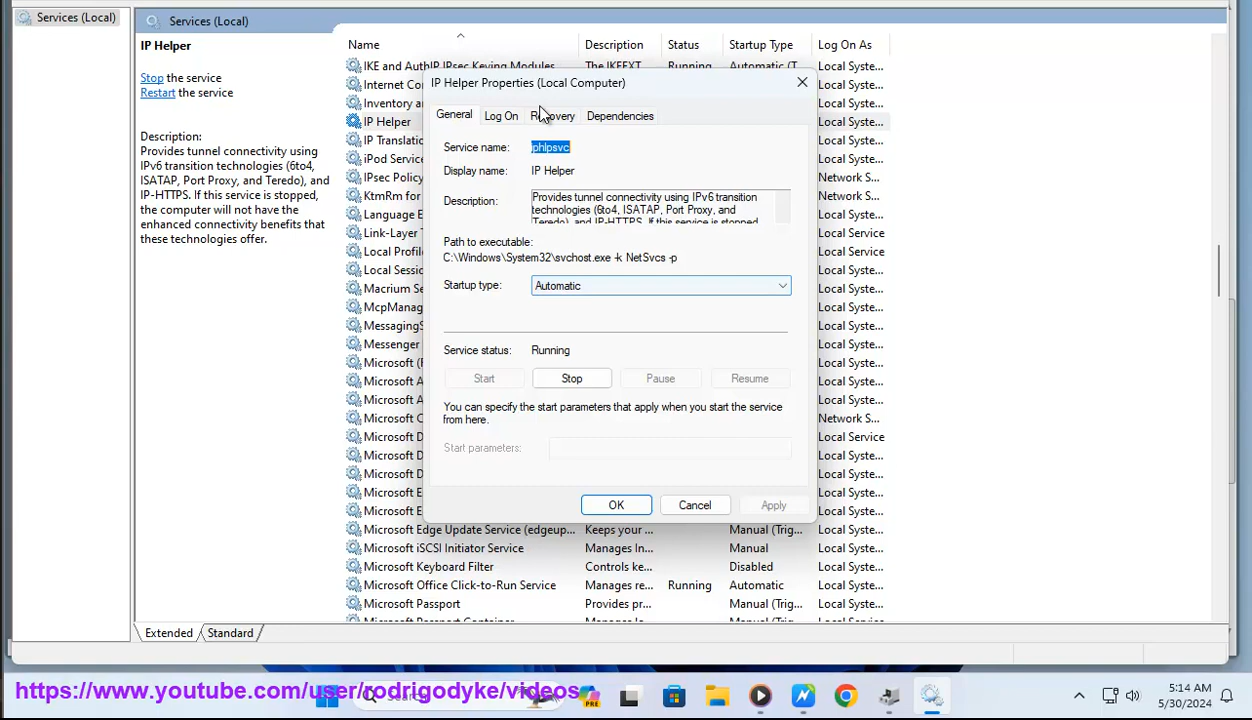 Services (Local)
Services (Local)
IP Helper
Stop the service
Restart the service
Description:
Provides tunnel connectivity using
IPv6 transition technologies (6to4,
ISATAP, Port Proxy, and Teredo), and
IP-HTTPS. If this service is stopped,
the computer will not have the
enhanced connectivity benefits that
these technologies offer.
Name Description Status Startup Type Log On As
IKE and AuthIP IPsec Keying Modules The IKEEXT Running Automatic (T... Local Syste...
Internet Co Local Syste...
Inventory a Local Syste...
IP Helper Local Syste...
IP Translati Local Syste...
iPod Servic Local Syste...
IPsec Policy Network S...
KtmRm for Network S...
Language E Local Syste...
Link-Layer Local Service
Local Profil Local Service
Local Sessi Local Syste...
Macrium Se Local Syste...
McpManag Local Syste...
MessagingS Local Syste...
Messenger Local Syste...
Microsoft ( Local Syste...
Microsoft A Local Syste...
Microsoft A Local Syste...
Microsoft C Network S...
Microsoft D Local Service
Microsoft D Local Syste...
Microsoft D Local Syste...
Microsoft E Local Syste...
Microsoft E Local Syste...
Microsoft Edge Update Service (edgeup... Keeps your ... Manual (Trig... Local Syste...
Microsoft iSCSI Initiator Service Manages In... Manual Local Syste...
Microsoft Keyboard Filter Controls ke... Disabled Local Syste...
Microsoft Office Click-to-Run Service Manages re... Running Automatic Local Syste...
Microsoft Passport Provides pr... Manual (Trig... Local Syste...
IP Helper Properties (Local Computer)
General Log On Recovery Dependencies
Service name: iphlpsvc
Display name: IP Helper
Description: Provides tunnel connectivity using IPv6 transition
technologies (6to4, ISATAP, Port Proxy, and
Teredo), and IP-HTTPS. If this service is stopped,
Path to executable:
C:\Windows\System32\svchost.exe -k NetSvcs -p
Startup type: Automatic
Service status: Running
Start Stop Pause Resume
You can specify the start parameters that apply when you start the service
from here.
Start parameters:
OK Cancel Apply
Extended Standard
https://www.youtube.com/user/rodrigodyke/videos
Search
PRE
5:14 AM
5/30/2024